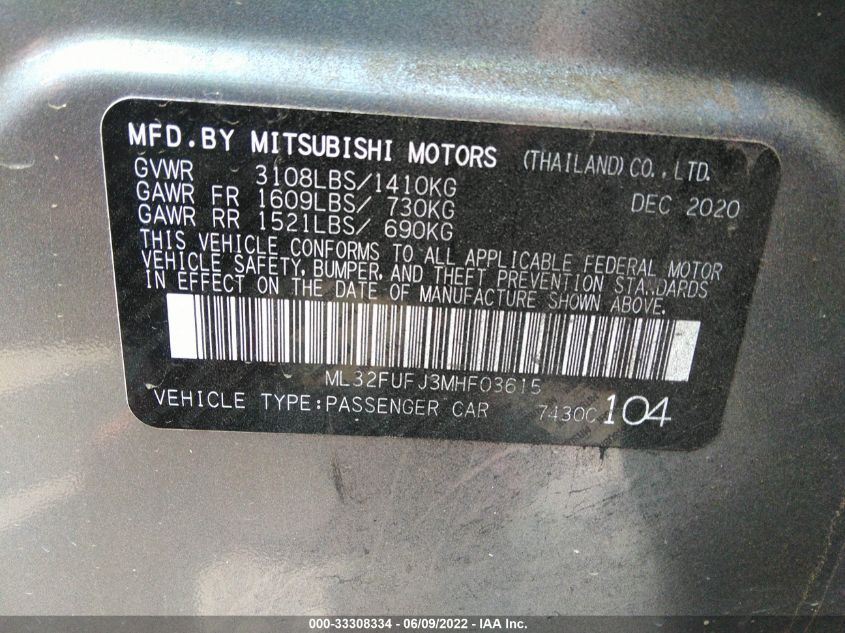 MFD.BY MITSUBISHI MOTORS (THAILAND) CO., LTD.
GVWR 3108LBS/1410KG DEC 2020
GAWR FR 1609LBS/ 730KG
GAWR RR 1521LBS/ 690KG
THIS VEHICLE CONFORMS TO ALL APPLICABLE FEDERAL MOTOR
VEHICLE SAFETY, BUMPER, AND THEFT PREVENTION STANDARDS
IN EFFECT ON THE DATE OF MANUFACTURE SHOWN ABOVE.
ML32FUFJ3MHF03615
VEHICLE TYPE:PASSENGER CAR 7430C 104
000-33308334 - 06/09/2022 - IAA Inc.